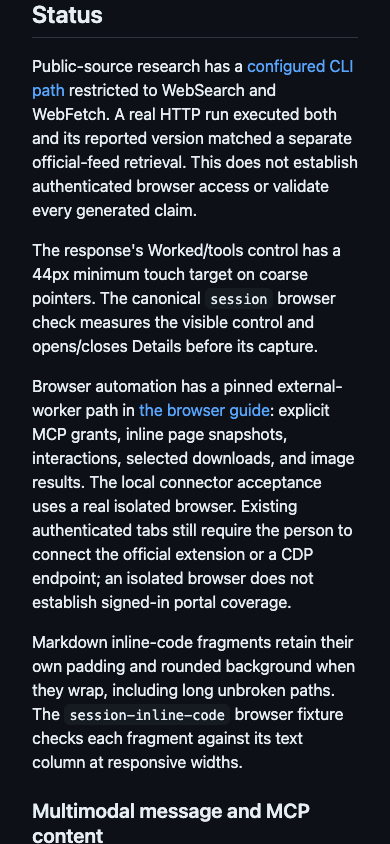 Status
Public-source research has a configured CLI
path restricted to WebSearch and
WebFetch. A real HTTP run executed both
and its reported version matched a separate
official-feed retrieval. This does not establish
authenticated browser access or validate
every generated claim.
The response's Worked/tools control has a
44px minimum touch target on coarse
pointers. The canonical session browser
check measures the visible control and
opens/closes Details before its capture.
Browser automation has a pinned external-
worker path in the browser guide: explicit
MCP grants, inline page snapshots,
interactions, selected downloads, and image
results. The local connector acceptance
uses a real isolated browser. Existing
authenticated tabs still require the person to
connect the official extension or a CDP
endpoint; an isolated browser does not
establish signed-in portal coverage.
Markdown inline-code fragments retain their
own padding and rounded background when
they wrap, including long unbroken paths.
The session-inline-code browser fixture
checks each fragment against its text
column at responsive widths.
Multimodal message and MCP
content